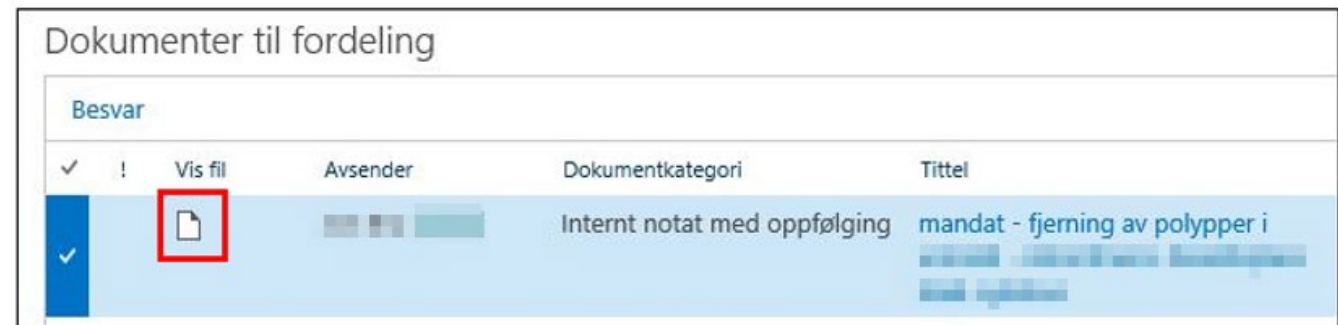 Dokumenter til fordeling
Besvar
! Vis fil Avsender Dokumentkategori Tittel
Internt notat med oppfølging mandat - fjerning av polypper i